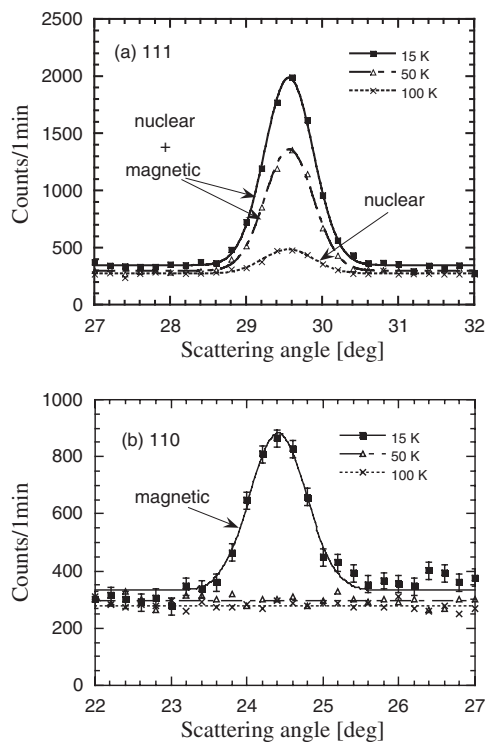 2500
2000
1500
1000
500
0
Counts/1min
(a) 111
15 K
50 K
100 K
nuclear
+
magnetic
nuclear
27 28 29 30 31 32
Scattering angle [deg]
1000
800
600
400
200
0
Counts/1min
(b) 110
15 K
50 K
100 K
magnetic
22 23 24 25 26 27
Scattering angle [deg]